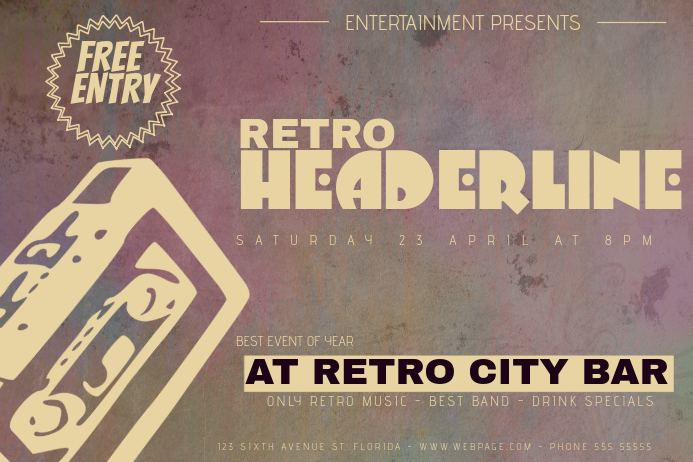 ENTERTAINMENT PRESENTS
FREE
ENTRY
RETRO
HEADERLINE
SATURDAY 23 APRIL AT 8PM
BEST EVENT OF YEAR
AT RETRO CITY BAR
ONLY RETRO MUSIC - BEST BAND - DRINK SPECIALS
123 SIXTH AVENUE ST. FLORIDA - WWW.WEBPAGE.COM - PHONE 555 55555